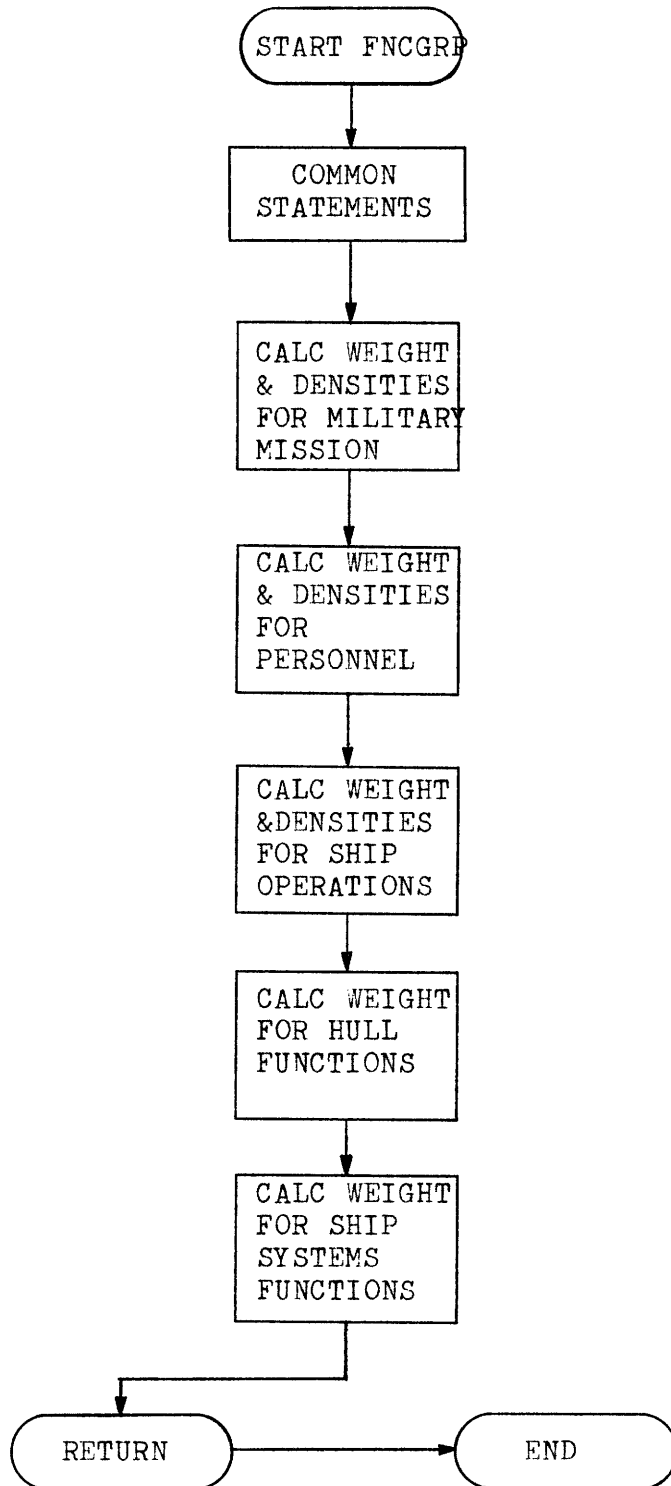 START FNCGRP
COMMON
STATEMENTS
CALC WEIGHT
& DENSITIES
FOR MILITARY
MISSION
CALC WEIGHT
& DENSITIES
FOR
PERSONNEL
CALC WEIGHT
&DENSITIES
FOR SHIP
OPERATIONS
CALC WEIGHT
FOR HULL
FUNCTIONS
CALC WEIGHT
FOR SHIP
SYSTEMS
FUNCTIONS
RETURN
END